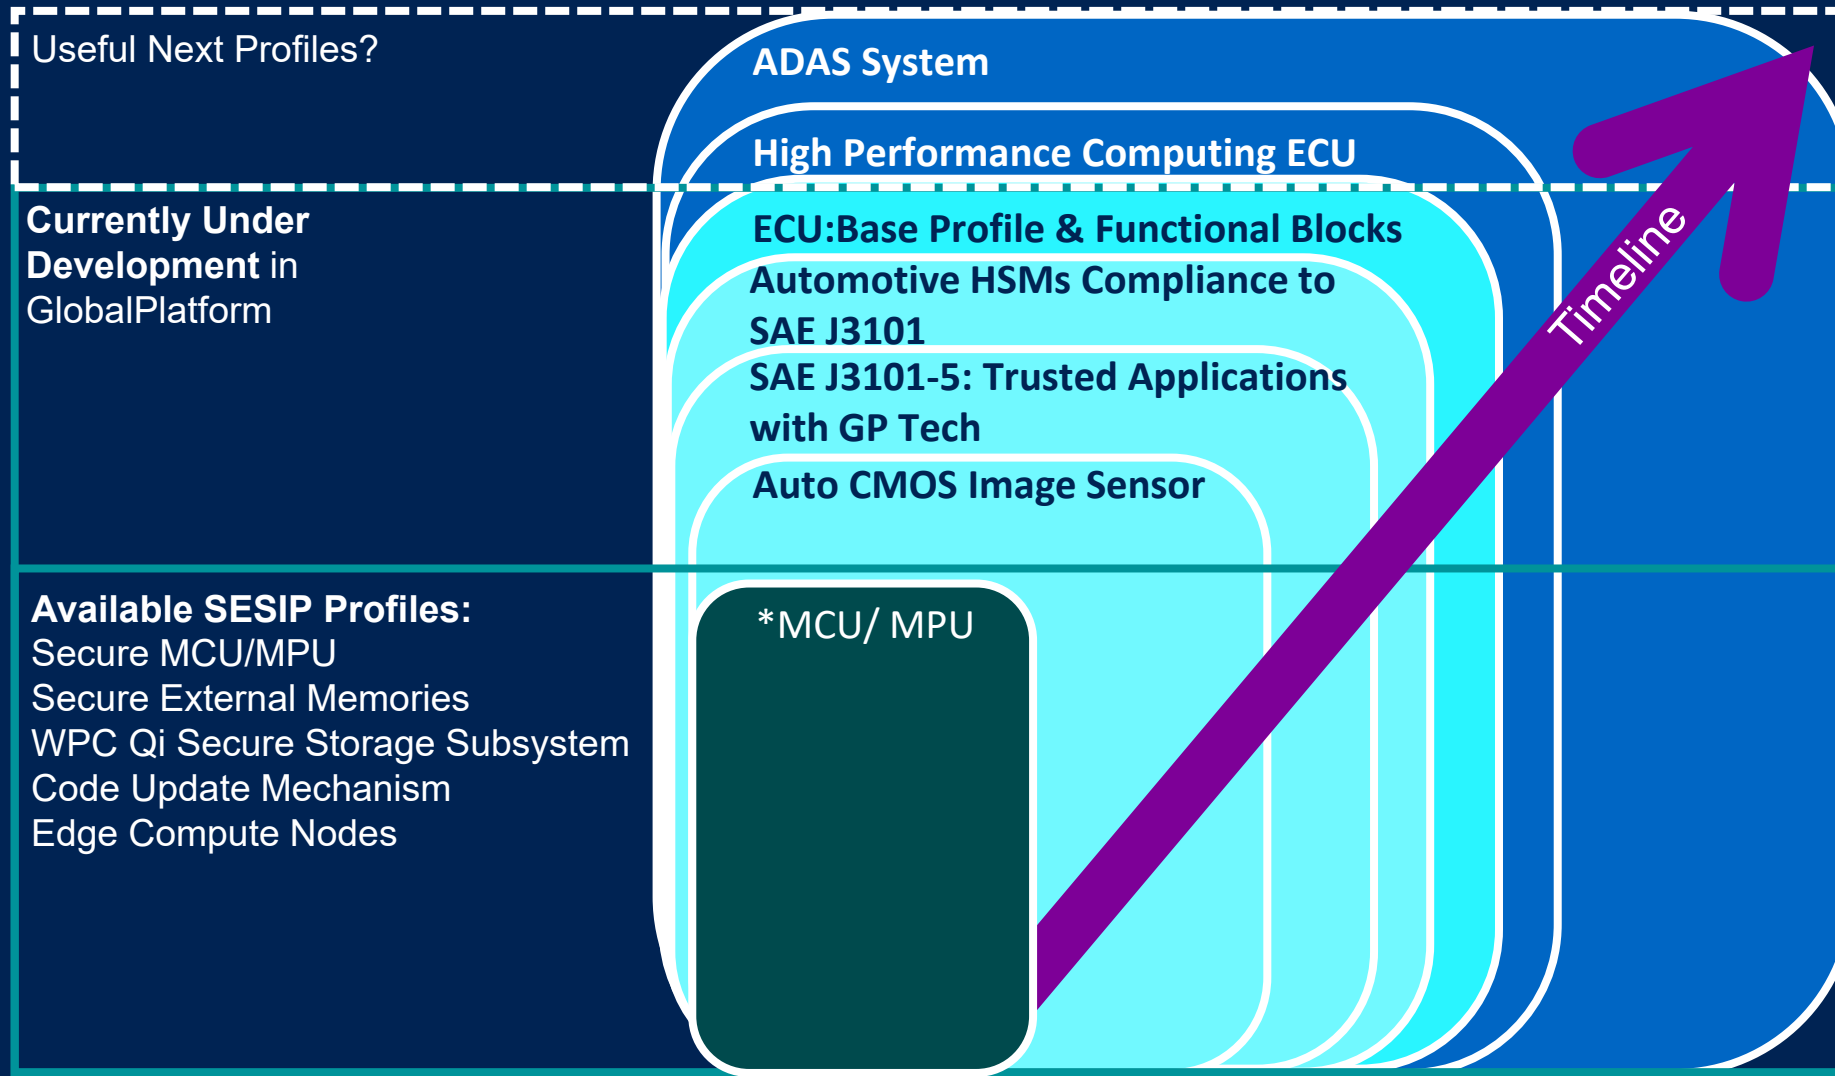 Useful Next Profiles?
ADAS System
High Performance Computing ECU
Currently Under
Development in
GlobalPlatform
ECU:Base Profile & Functional Blocks
Automotive HSMs Compliance to
SAE J3101
SAE J3101-5: Trusted Applications
with GP Tech
Auto CMOS Image Sensor
Timeline
Available SESIP Profiles:
Secure MCU/MPU
Secure External Memories
WPC Qi Secure Storage Subsystem
Code Update Mechanism
Edge Compute Nodes
*MCU/ MPU